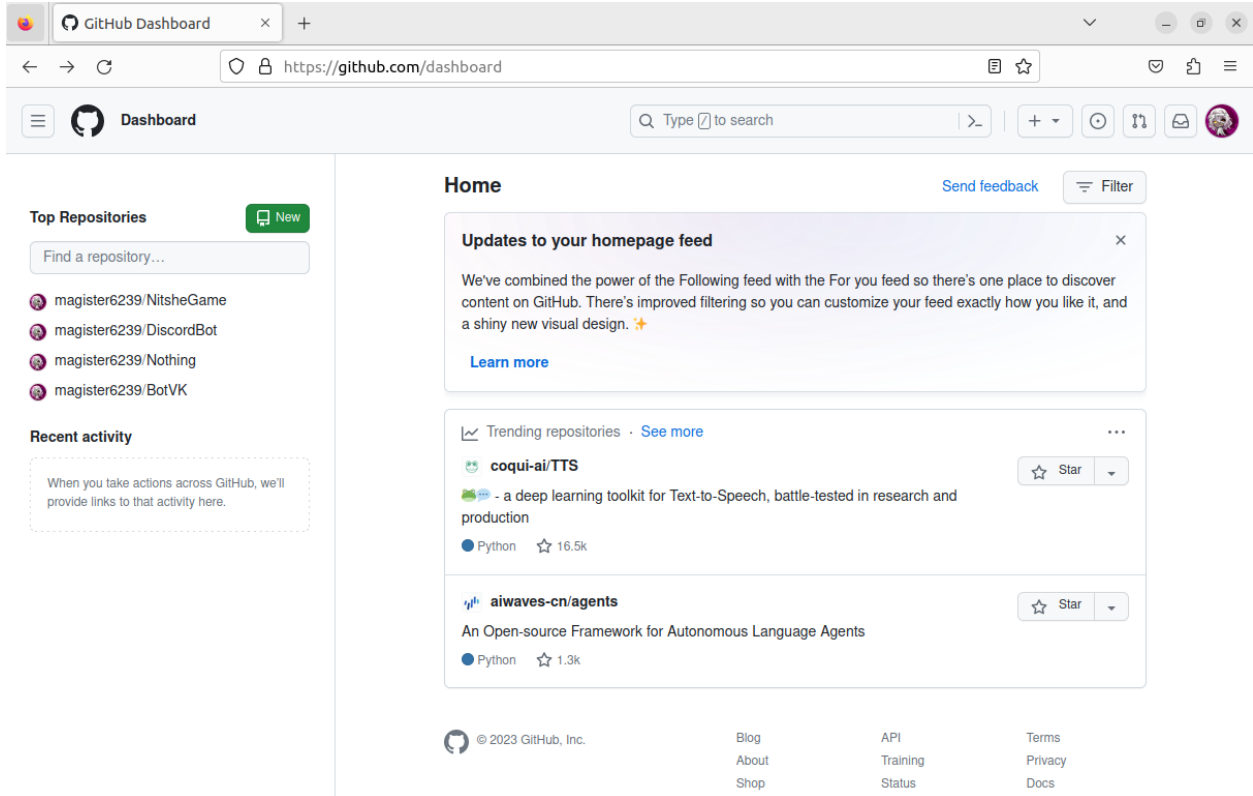 GitHub Dashboard
https://github.com/dashboard
Dashboard
Type / to search
Top Repositories
New
Find a repository…
magister6239/NitsheGame
magister6239/DiscordBot
magister6239/Nothing
magister6239/BotVK
Recent activity
When you take actions across GitHub, we'll
provide links to that activity here.
Home
Send feedback
Filter
Updates to your homepage feed
We've combined the power of the Following feed with the For you feed so there's one place to discover
content on GitHub. There's improved filtering so you can customize your feed exactly how you like it, and
a shiny new visual design. ✨
Learn more
Trending repositories · See more
coqui-ai/TTS
Star
🐸💬 - a deep learning toolkit for Text-to-Speech, battle-tested in research and
production
Python 16.5k
aiwaves-cn/agents
Star
An Open-source Framework for Autonomous Language Agents
Python 1.3k
© 2023 GitHub, Inc.
Blog
About
Shop
API
Training
Status
Terms
Privacy
Docs